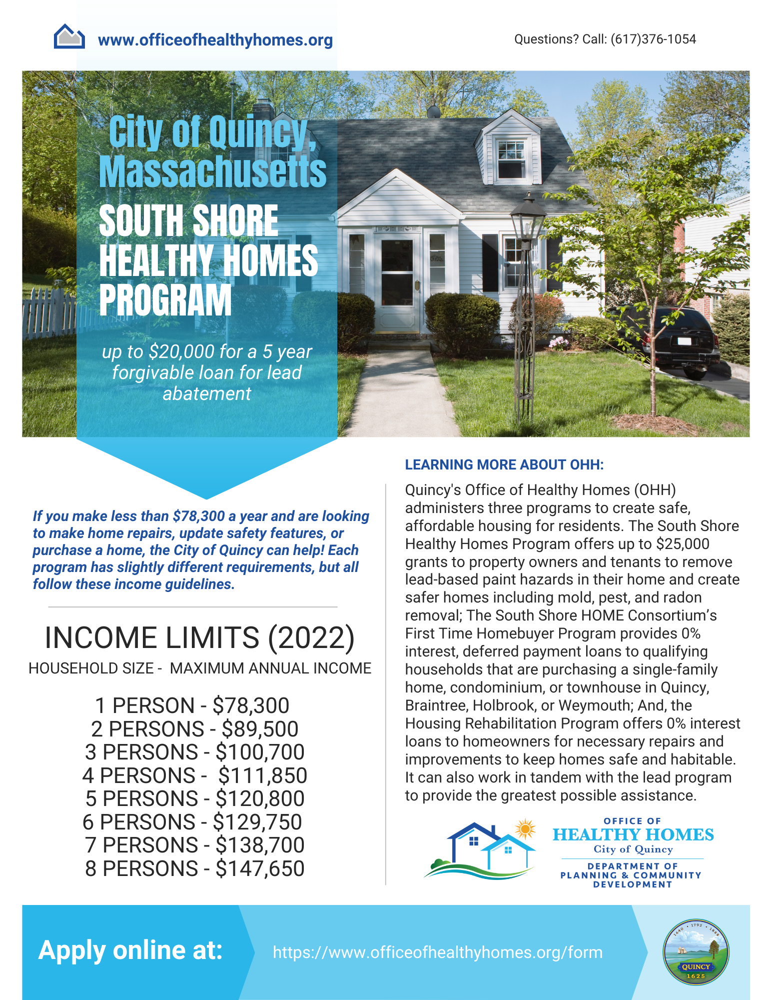 www.officeofhealthyhomes.org
Questions? Call: (617)376-1054
City of Quincy,
Massachusetts
SOUTH SHORE
HEALTHY HOMES
PROGRAM
up to $20,000 for a 5 year
forgivable loan for lead
abatement
If you make less than $78,300 a year and are looking
to make home repairs, update safety features, or
purchase a home, the City of Quincy can help! Each
program has slightly different requirements, but all
follow these income guidelines.
INCOME LIMITS (2022)
HOUSEHOLD SIZE - MAXIMUM ANNUAL INCOME
1 PERSON - $78,300
2 PERSONS - $89,500
3 PERSONS - $100,700
4 PERSONS - $111,850
5 PERSONS - $120,800
6 PERSONS - $129,750
7 PERSONS - $138,700
8 PERSONS - $147,650
LEARNING MORE ABOUT OHH:
Quincy's Office of Healthy Homes (OHH)
administers three programs to create safe,
affordable housing for residents. The South Shore
Healthy Homes Program offers up to $25,000
grants to property owners and tenants to remove
lead-based paint hazards in their home and create
safer homes including mold, pest, and radon
removal; The South Shore HOME Consortium’s
First Time Homebuyer Program provides 0%
interest, deferred payment loans to qualifying
households that are purchasing a single-family
home, condominium, or townhouse in Quincy,
Braintree, Holbrook, or Weymouth; And, the
Housing Rehabilitation Program offers 0% interest
loans to homeowners for necessary repairs and
improvements to keep homes safe and habitable.
It can also work in tandem with the lead program
to provide the greatest possible assistance.
OFFICE OF
HEALTHY HOMES
City of Quincy
DEPARTMENT OF
PLANNING & COMMUNITY
DEVELOPMENT
Apply online at:
https://www.officeofhealthyhomes.org/form
1640 • 1792 • 1888
QUINCY
1625